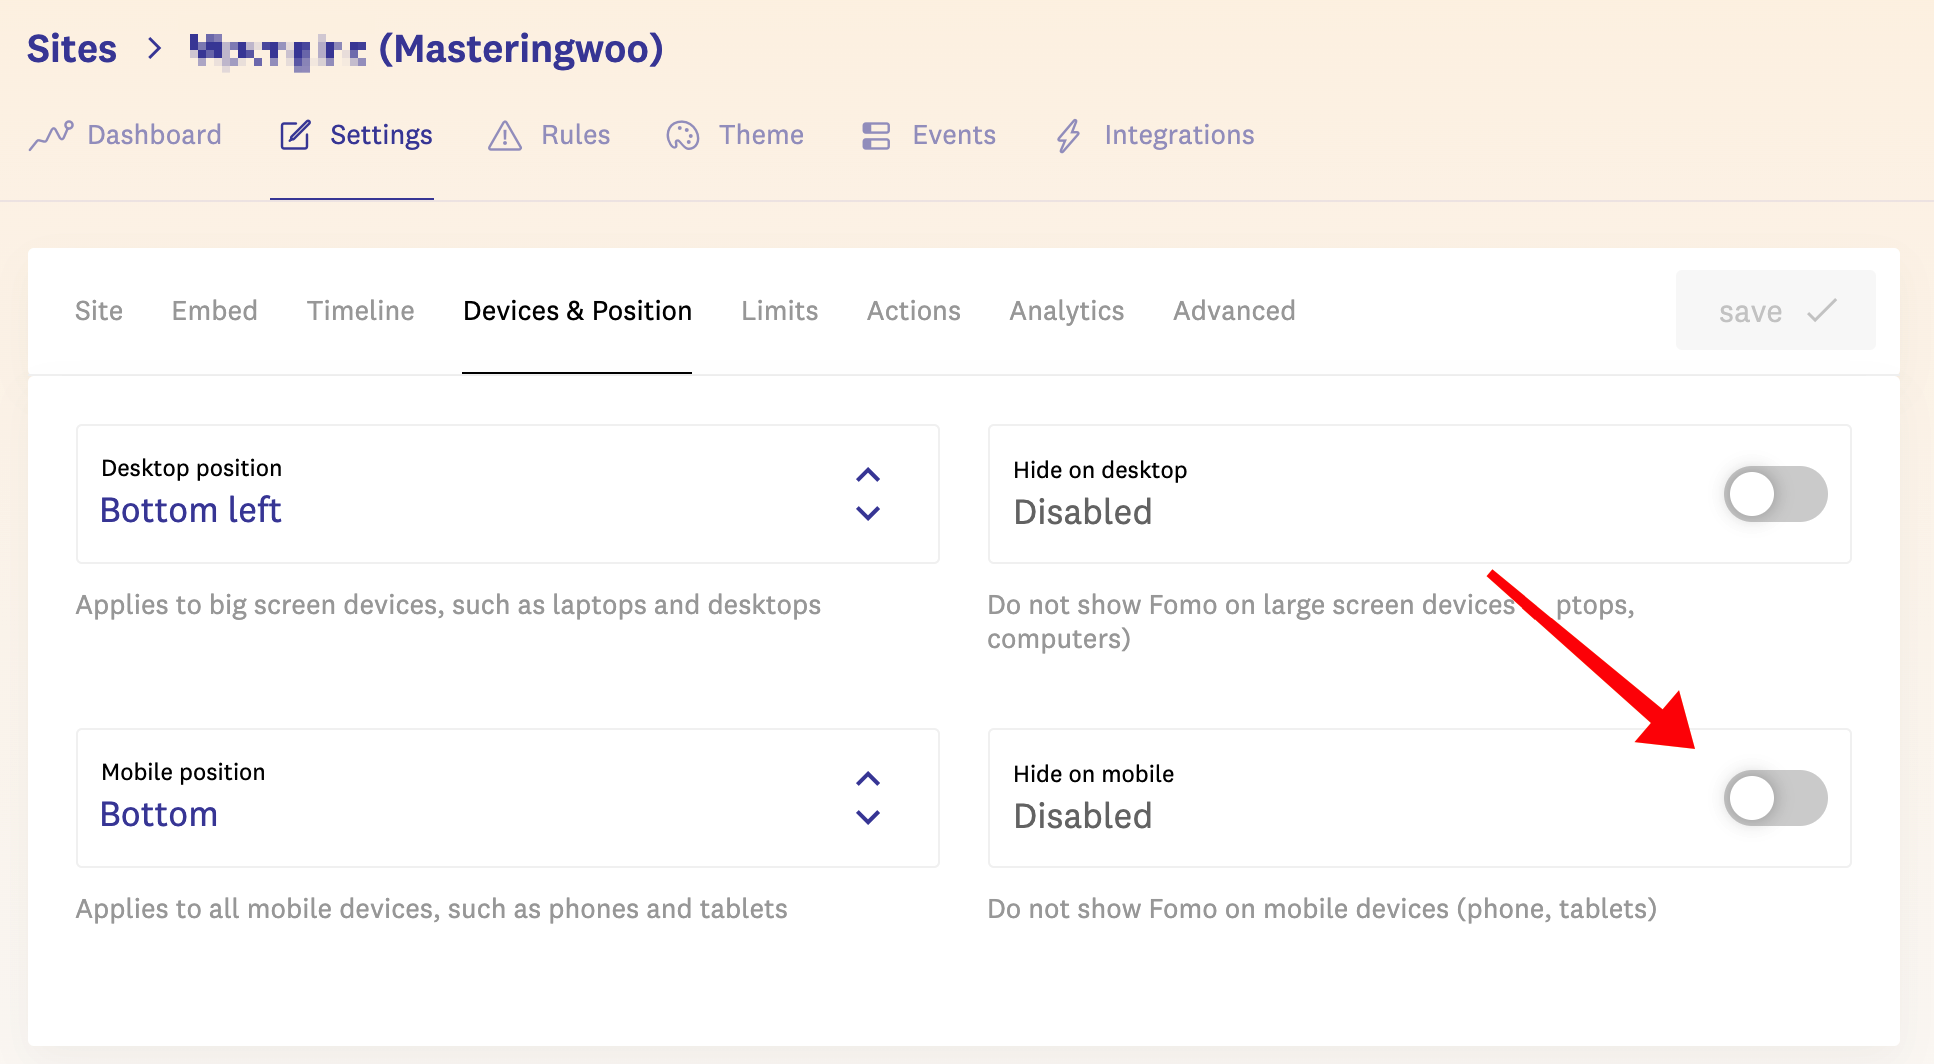 Sites > (Masteringwoo)
Dashboard Settings Rules Theme Events Integrations
Site Embed Timeline Devices & Position Limits Actions Analytics Advanced save
Desktop position
Bottom left
Applies to big screen devices, such as laptops and desktops
Hide on desktop
Disabled
Do not show Fomo on large screen devices ptops,
computers)
Mobile position
Bottom
Applies to all mobile devices, such as phones and tablets
Hide on mobile
Disabled
Do not show Fomo on mobile devices (phone, tablets)